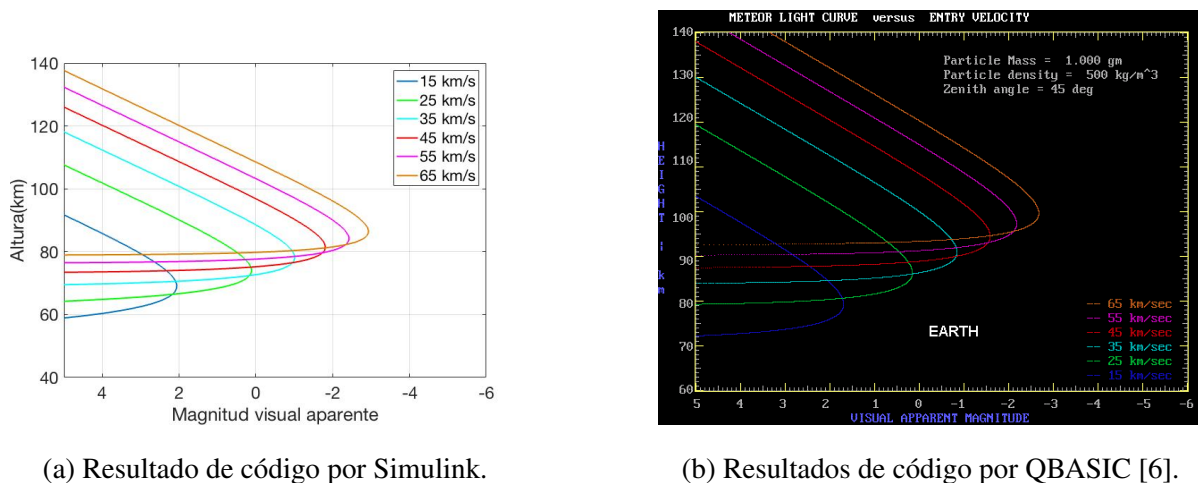 140
120
100
80
60
40
Altura(km)
4
2
0
-2
-4
-6
Magnitud visual aparente
15 km/s
25 km/s
35 km/s
45 km/s
55 km/s
65 km/s
(a) Resultado de código por Simulink.
METEOR LIGHT CURVE versus ENTRY VELOCITY
140
130
120
110
100
90
80
70
60
HEIGHT in km
Particle Mass = 1.000 gm
Particle density = 500 kg/m^3
Zenith angle = 45 deg
EARTH
65 km/sec
55 km/sec
45 km/sec
35 km/sec
25 km/sec
15 km/sec
5
4
3
2
1
0
-1
-2
-3
-4
-5
-6
VISUAL APPARENT MAGNITUDE
(b) Resultados de código por QBASIC [6].